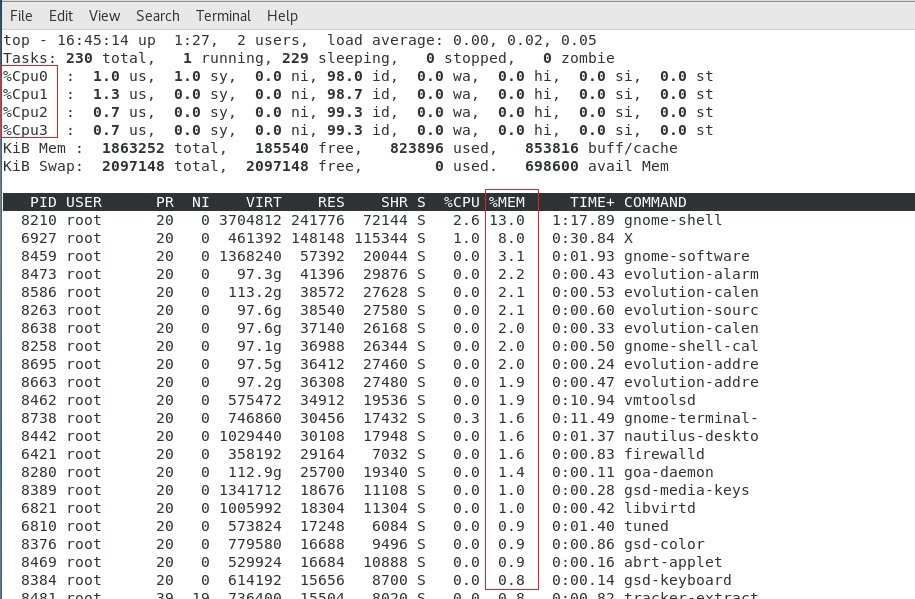 File Edit View Search Terminal Help
top - 16:45:14 up  1:27,  2 users,  load average: 0.00, 0.02, 0.05
Tasks: 230 total,   1 running, 229 sleeping,   0 stopped,   0 zombie
%Cpu0  :  1.0 us,  1.0 sy,  0.0 ni, 98.0 id,  0.0 wa,  0.0 hi,  0.0 si,  0.0 st
%Cpu1  :  1.3 us,  0.0 sy,  0.0 ni, 98.7 id,  0.0 wa,  0.0 hi,  0.0 si,  0.0 st
%Cpu2  :  0.7 us,  0.0 sy,  0.0 ni, 99.3 id,  0.0 wa,  0.0 hi,  0.0 si,  0.0 st
%Cpu3  :  0.7 us,  0.0 sy,  0.0 ni, 99.3 id,  0.0 wa,  0.0 hi,  0.0 si,  0.0 st
KiB Mem :  1863252 total,   185540 free,   823896 used,   853816 buff/cache
KiB Swap:  2097148 total,  2097148 free,        0 used.   698600 avail Mem
PID USER      PR  NI    VIRT    RES    SHR S  %CPU %MEM     TIME+ COMMAND
8210 root      20   0 3704812 241776  72144 S   2.6 13.0   1:17.89 gnome-shell
6927 root      20   0  461392 148148 115344 S   1.0  8.0   0:30.84 X
8459 root      20   0 1368240  57392  20044 S   0.0  3.1   0:01.93 gnome-software
8473 root      20   0   97.3g  41396  29876 S   0.0  2.2   0:00.43 evolution-alarm
8586 root      20   0  113.2g  38572  27628 S   0.0  2.1   0:00.53 evolution-calen
8263 root      20   0   97.6g  38540  27580 S   0.0  2.1   0:00.60 evolution-sourc
8638 root      20   0   97.6g  37140  26168 S   0.0  2.0   0:00.33 evolution-calen
8258 root      20   0   97.1g  36988  26344 S   0.0  2.0   0:00.50 gnome-shell-cal
8695 root      20   0   97.5g  36412  27460 S   0.0  2.0   0:00.24 evolution-addre
8663 root      20   0   97.2g  36308  27480 S   0.0  1.9   0:00.47 evolution-addre
8462 root      20   0  575472  34912  19536 S   0.0  1.9   0:10.94 vmtoolsd
8738 root      20   0  746860  30456  17432 S   0.3  1.6   0:11.49 gnome-terminal-
8442 root      20   0 1029440  30108  17948 S   0.0  1.6   0:01.37 nautilus-deskto
6421 root      20   0  358192  29164   7032 S   0.0  1.6   0:00.83 firewalld
8280 root      20   0  112.9g  25700  19340 S   0.0  1.4   0:00.11 goa-daemon
8389 root      20   0 1341712  18676  11108 S   0.0  1.0   0:00.28 gsd-media-keys
6821 root      20   0 1005992  18304  11304 S   0.0  1.0   0:00.42 libvirtd
6810 root      20   0  573824  17248   6084 S   0.0  0.9   0:01.40 tuned
8376 root      20   0  779580  16688   9496 S   0.0  0.9   0:00.86 gsd-color
8469 root      20   0  529924  16684  10888 S   0.0  0.9   0:00.16 abrt-applet
8384 root      20   0  614192  15656   8700 S   0.0  0.8   0:00.14 gsd-keyboard
8481 root      39  19  736400  15504   8020 S   0.0  0.8   0:00.82 tracker-extract